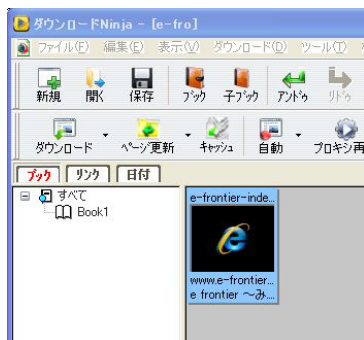 ダウンロードNinja - [e-fro]
ファイル(F) 編集(E) 表示(V) ダウンロード(D) ツール(T)
新規 開く 保存 ブック 子ブック アンドゥ リドゥ
ダウンロード ページ更新 キャッシュ 自動 プロキシ再
ブック リンク 日付
すべて
Book1
e-frontier-inde...
www.e-frontier...
e frontier ～み...